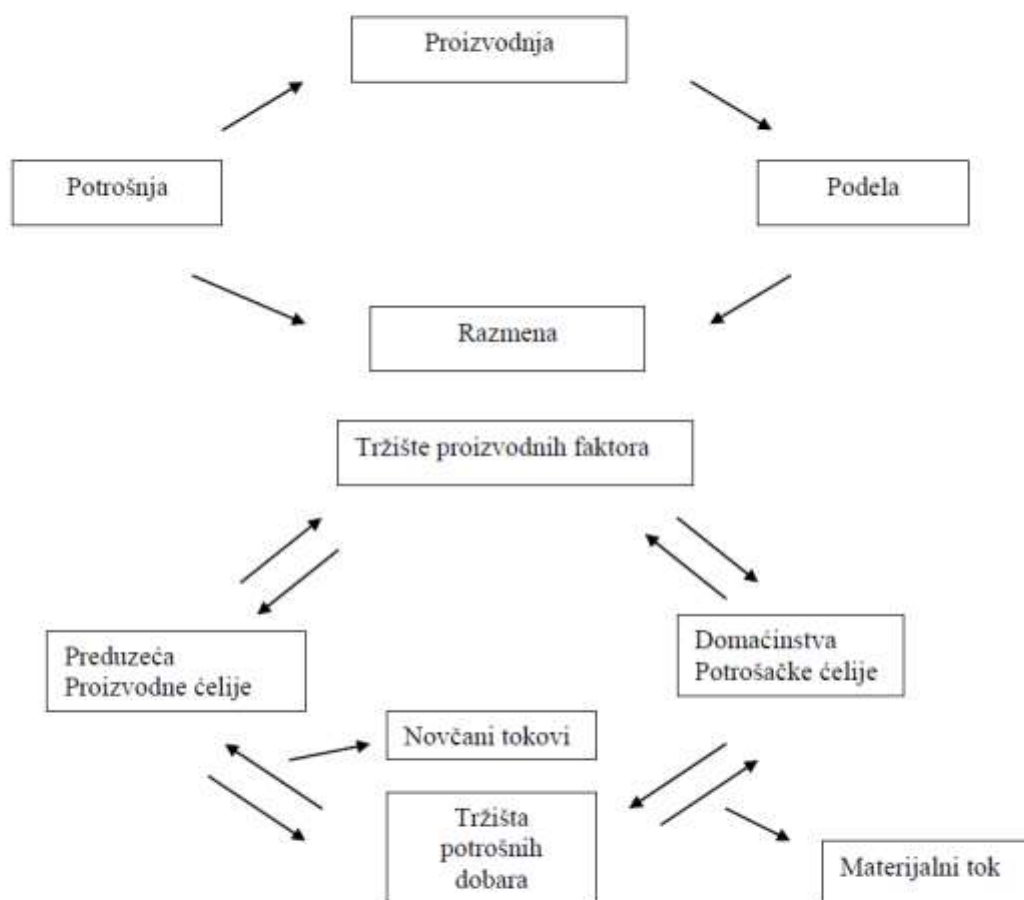 Proizvodnja
Potrošnja
Podela
Razmena
Tržište proizvodnih faktora
Preduzeća
Proizvodne ćelije
Domaćinstva
Potrošačke ćelije
Novčani tokovi
Tržišta
potrošnih
dobara
Materijalni tok